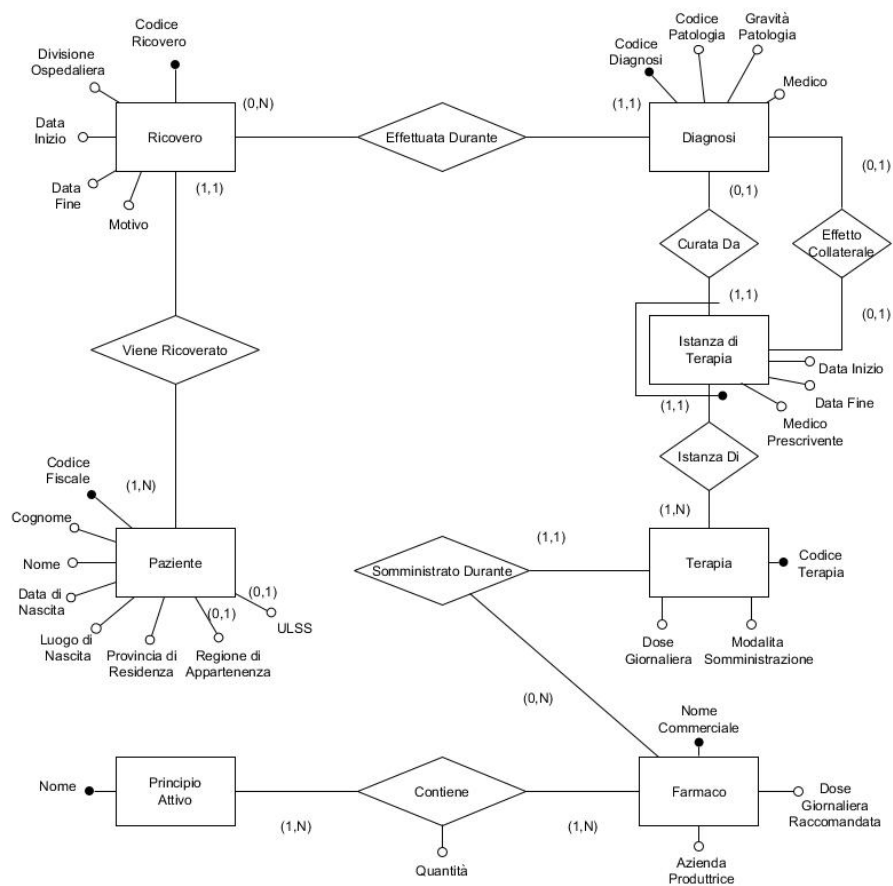 Codice
Ricovero
Divisione
Ospedaliera
Data
Inizio
Data
Fine
Motivo
Ricovero
(0,N)
(1,1)
Effettuata Durante
Codice
Diagnosi
Codice
Patologia
Gravità
Patologia
Medico
(1,1)
Diagnosi
(0,1)
(0,1)
Curata Da
Effetto
Collaterale
(1,1)
(0,1)
Istanza di
Terapia
Data Inizio
Data Fine
Medico
Prescrivente
(1,1)
Istanza Di
(1,N)
Viene Ricoverato
(1,N)
Codice
Fiscale
Cognome
Nome
Data di
Nascita
Luogo di
Nascita
Provincia di
Residenza
(0,1)
Regione di
Appartenenza
(0,1)
ULSS
Paziente
Somministrato Durante
(1,1)
Terapia
Codice
Terapia
Dose
Giornaliera
Modalita
Somministrazione
(0,N)
Nome
Commerciale
Nome
Principio
Attivo
(1,N)
Contiene
Quantità
(1,N)
Farmaco
Dose
Giornaliera
Raccomandata
Azienda
Produttrice